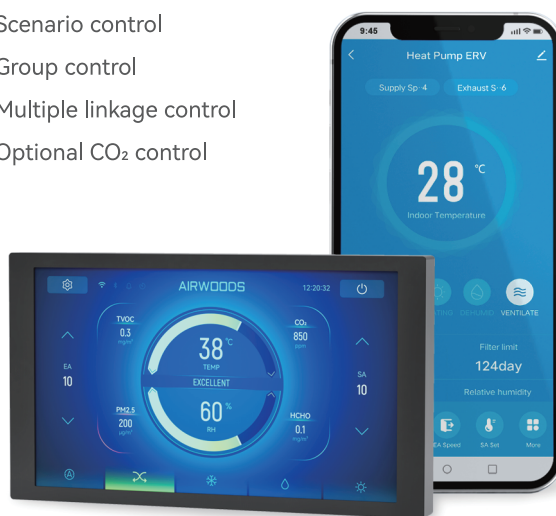 Scenario control
Group control
Multiple linkage control
Optional CO₂ control
9:45
Heat Pump ERV
Supply Sp··4 Exhaust S··6
28 °C
Indoor Temperature
DEHUMID VENTILATE
Filter limit
124day
Relative humidity
EA Speed SA Set More
AIRWOODS 12:20:32
TVOC
0.3
mg/m³
CO₂
850
ppm
38 °C
TEMP
EXCELLENT
EA
10
SA
10
60 %
RH
PM2.5
200
μg/m³
HCHO
0.1
mg/m³
A